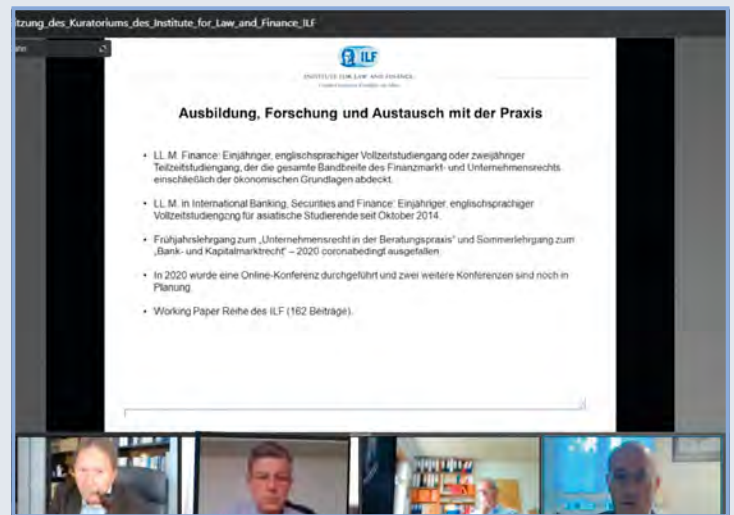 itzung_des_Kuratoriums_des_Institute_for_Law_and_Finance_ILF
ILF
INSTITUTE FOR LAW AND FINANCE
Ausbildung, Forschung und Austausch mit der Praxis
• LL.M. Finance: Einjähriger, englischsprachiger Vollzeitstudiengang oder zweijähriger
Teilzeitstudiengang, der die gesamte Bandbreite des Finanzmarkt- und Unternehmensrechts
einschließlich der ökonomischen Grundlagen abdeckt.
• LL.M. in International Banking, Securities and Finance: Einjähriger, englischsprachiger
Vollzeitstudiengang für asiatische Studierende seit Oktober 2014.
• Frühjahrslehrgang zum „Unternehmensrecht in der Beratungspraxis“ und Sommerlehrgang zum
„Bank- und Kapitalmarktrecht“ – 2020 coronabedingt ausgefallen.
• In 2020 wurde eine Online-Konferenz durchgeführt und zwei weitere Konferenzen sind noch in
Planung.
• Working Paper Reihe des ILF (162 Beiträge).